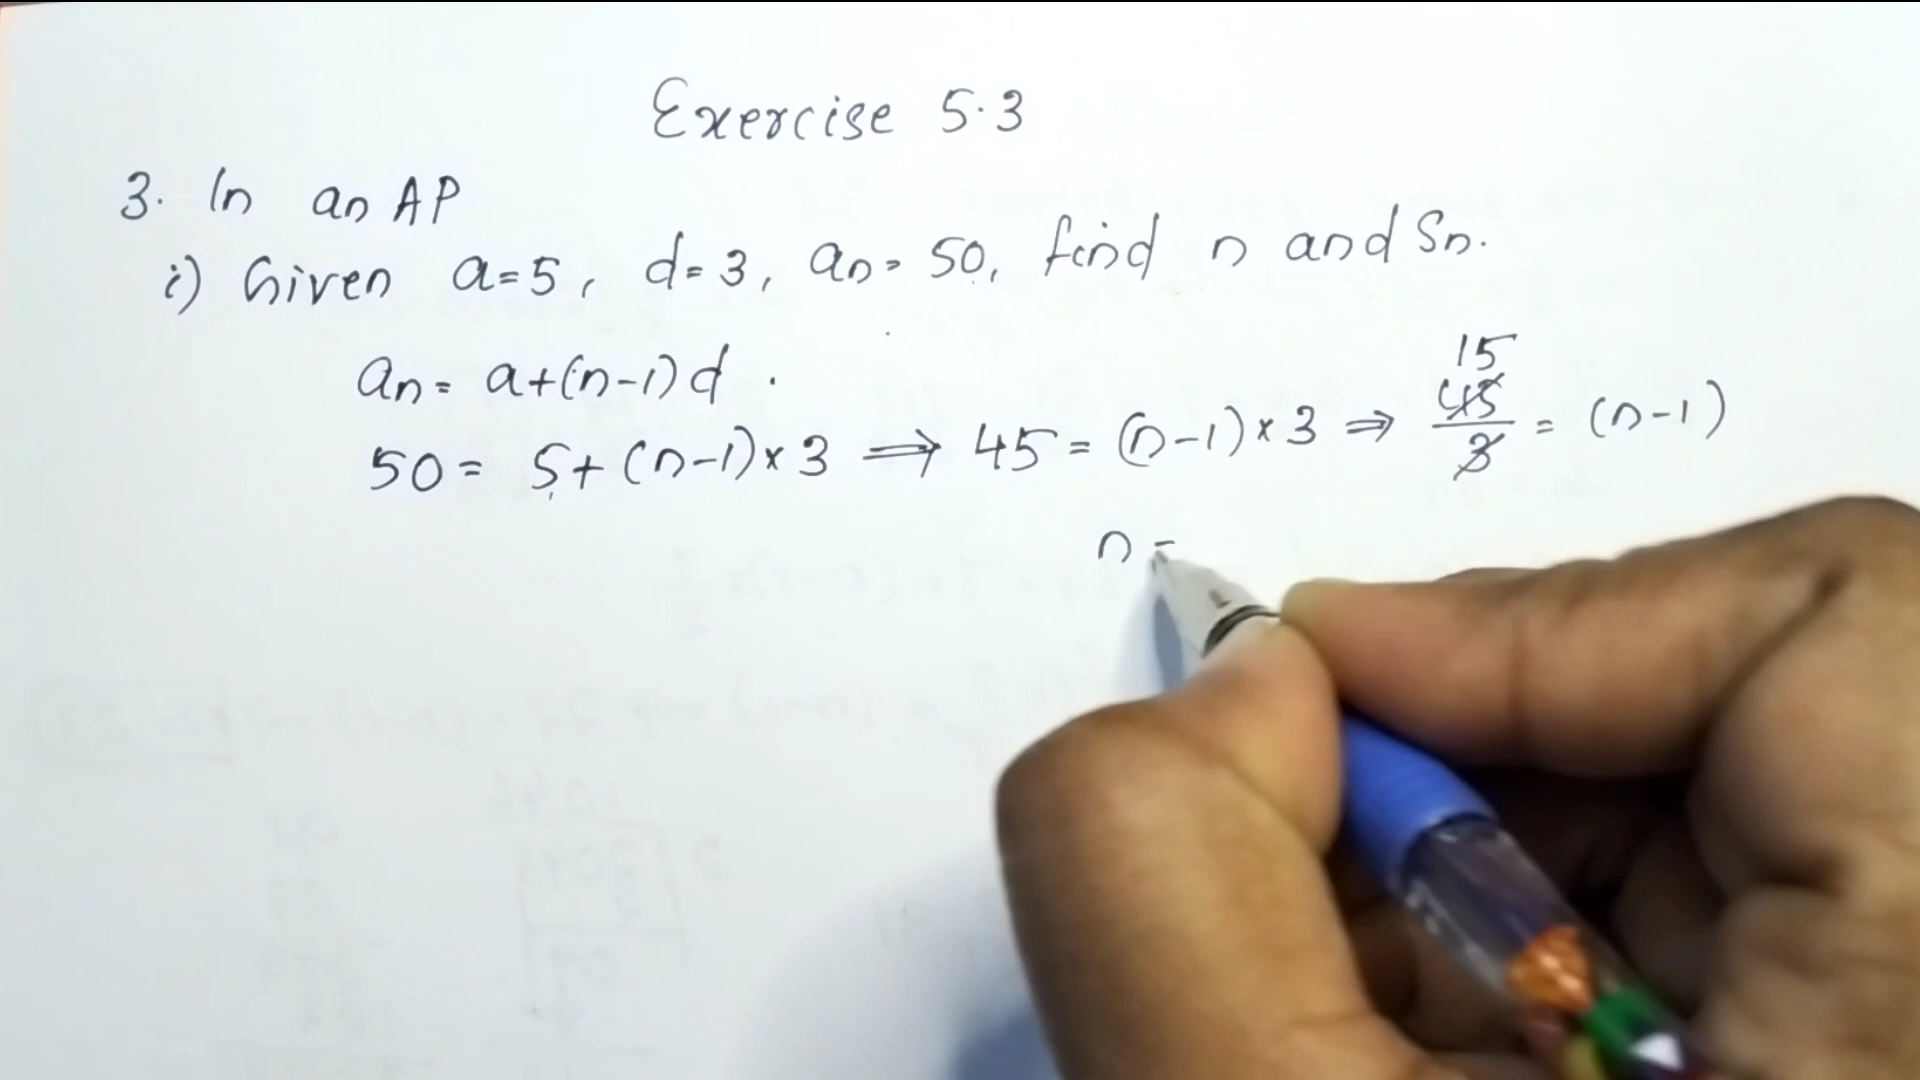 Exercise 5.3
3. In an AP
i) Given a=5, d=3, an=50, find n and Sn.
an = a+(n-1)d .
50 = 5+(n-1)×3 ⇒ 45 = (n-1)×3 ⇒ 15 45/3 = (n-1)
n =